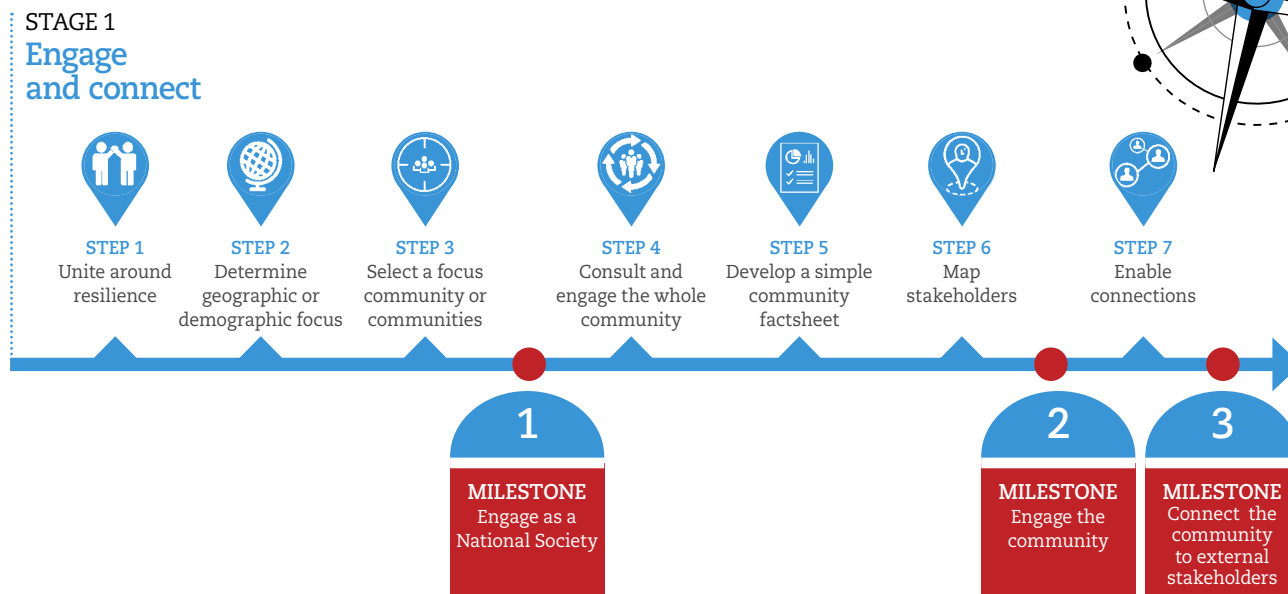 STAGE 1
Engage
and connect
STEP 1
Unite around
resilience
STEP 2
Determine
geographic or
demographic focus
STEP 3
Select a focus
community or
communities
STEP 4
Consult and
engage the whole
community
STEP 5
Develop a simple
community
factsheet
STEP 6
Map
stakeholders
STEP 7
Enable
connections
1
MILESTONE
Engage as a
National Society
2
MILESTONE
Engage the
community
3
MILESTONE
Connect the
community
to external
stakeholders